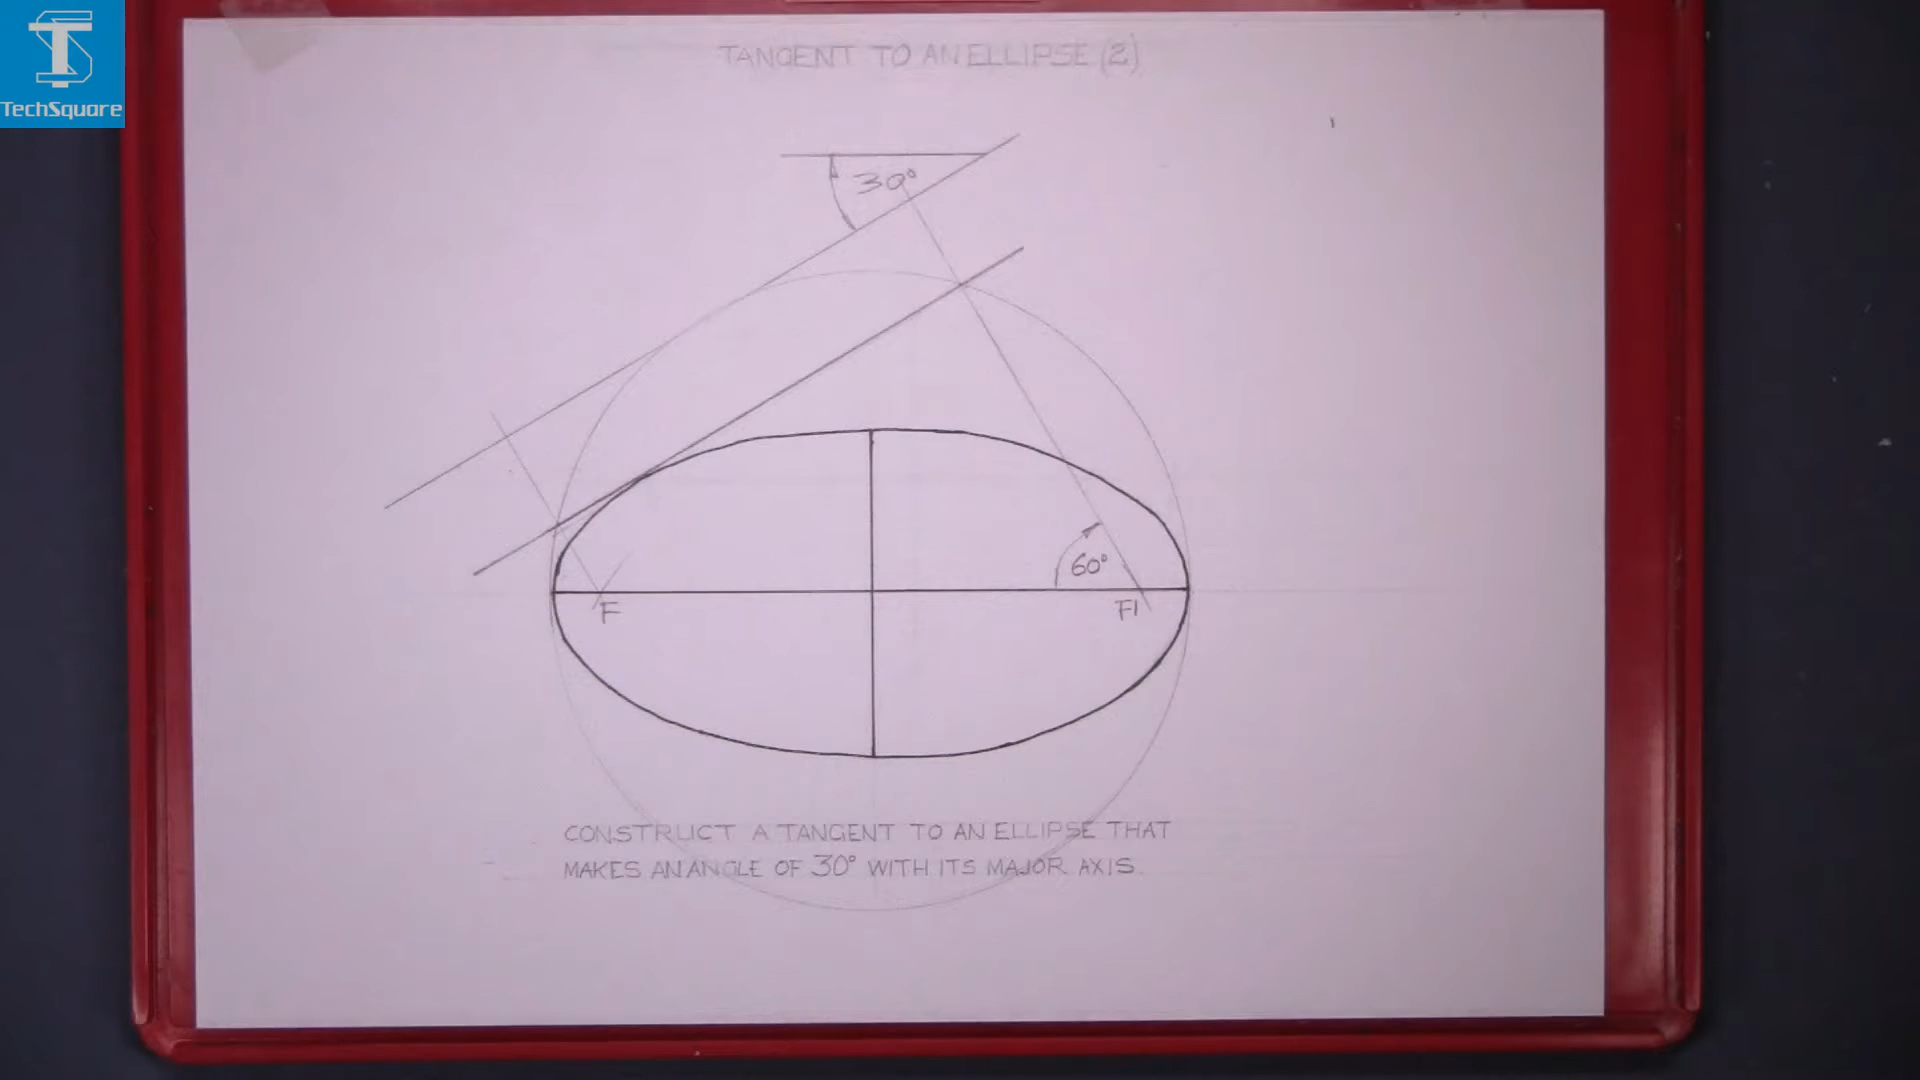 TechSquare
TANGENT TO AN ELLIPSE (2)
30°
60°
F
F1
CONSTRUCT A TANGENT TO AN ELLIPSE THAT
MAKES AN ANGLE OF 30° WITH ITS MAJOR AXIS.